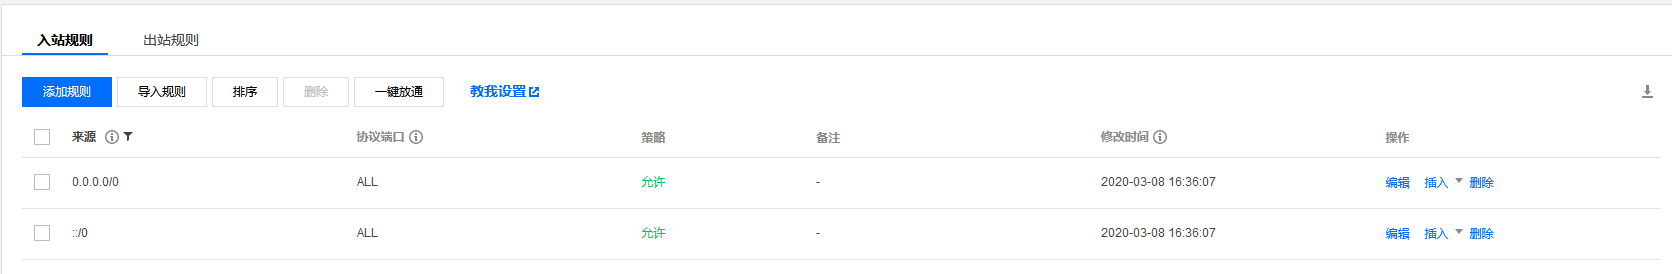 入站规则 出站规则
添加规则 导入规则 排序 删除 一键放通 教我设置
来源 协议端口 策略 备注 修改时间 操作
0.0.0.0/0 ALL 允许 - 2020-03-08 16:36:07 编辑 插入 删除
::/0 ALL 允许 - 2020-03-08 16:36:07 编辑 插入 删除